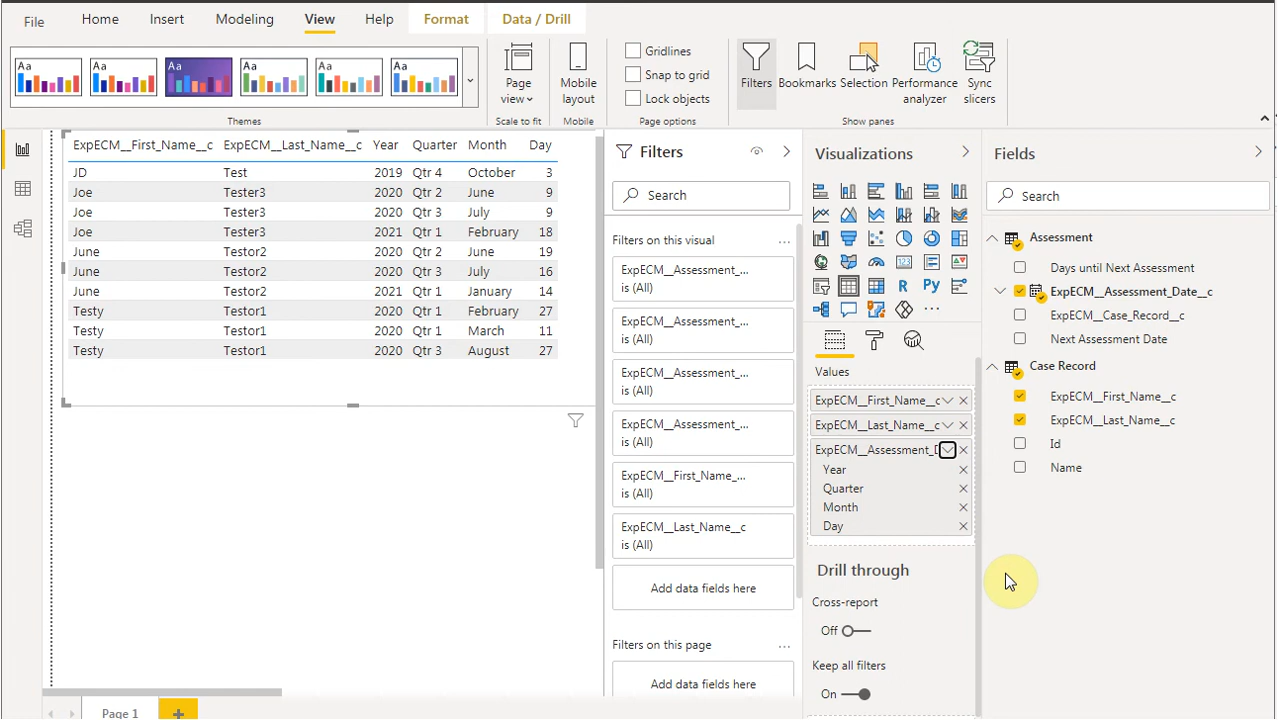 File Home Insert Modeling View Help Format Data / Drill
Aa Aa Aa Aa Aa Aa
Page view
Mobile layout
Gridlines
Snap to grid
Lock objects
Filters
Bookmarks
Selection
Performance analyzer
Sync slicers
Themes Scale to fit Mobile Page options Show panes
ExpECM__First_Name__c ExpECM__Last_Name__c Year Quarter Month Day
JD Test 2019 Qtr 4 October 3
Joe Tester3 2020 Qtr 2 June 9
Joe Tester3 2020 Qtr 3 July 9
Joe Tester3 2021 Qtr 1 February 18
June Testor2 2020 Qtr 2 June 19
June Testor2 2020 Qtr 3 July 16
June Testor2 2021 Qtr 1 January 14
Testy Testor1 2020 Qtr 1 February 27
Testy Testor1 2020 Qtr 1 March 11
Testy Testor1 2020 Qtr 3 August 27
Page 1
+
Filters
Search
Filters on this visual ...
ExpECM__Assessment_...
is (All)
ExpECM__Assessment_...
is (All)
ExpECM__Assessment_...
is (All)
ExpECM__Assessment_...
is (All)
ExpECM__First_Name_...
is (All)
ExpECM__Last_Name__c
is (All)
Add data fields here
Filters on this page ...
Add data fields here
Visualizations
123
R Py
...
Values
ExpECM__First_Name__c
ExpECM__Last_Name__c
ExpECM__Assessment_D
Year
Quarter
Month
Day
Drill through
Cross-report
Off
Keep all filters
On
Fields
Search
Assessment
Days until Next Assessment
ExpECM__Assessment_Date__c
ExpECM__Case_Record__c
Next Assessment Date
Case Record
ExpECM__First_Name__c
ExpECM__Last_Name__c
Id
Name